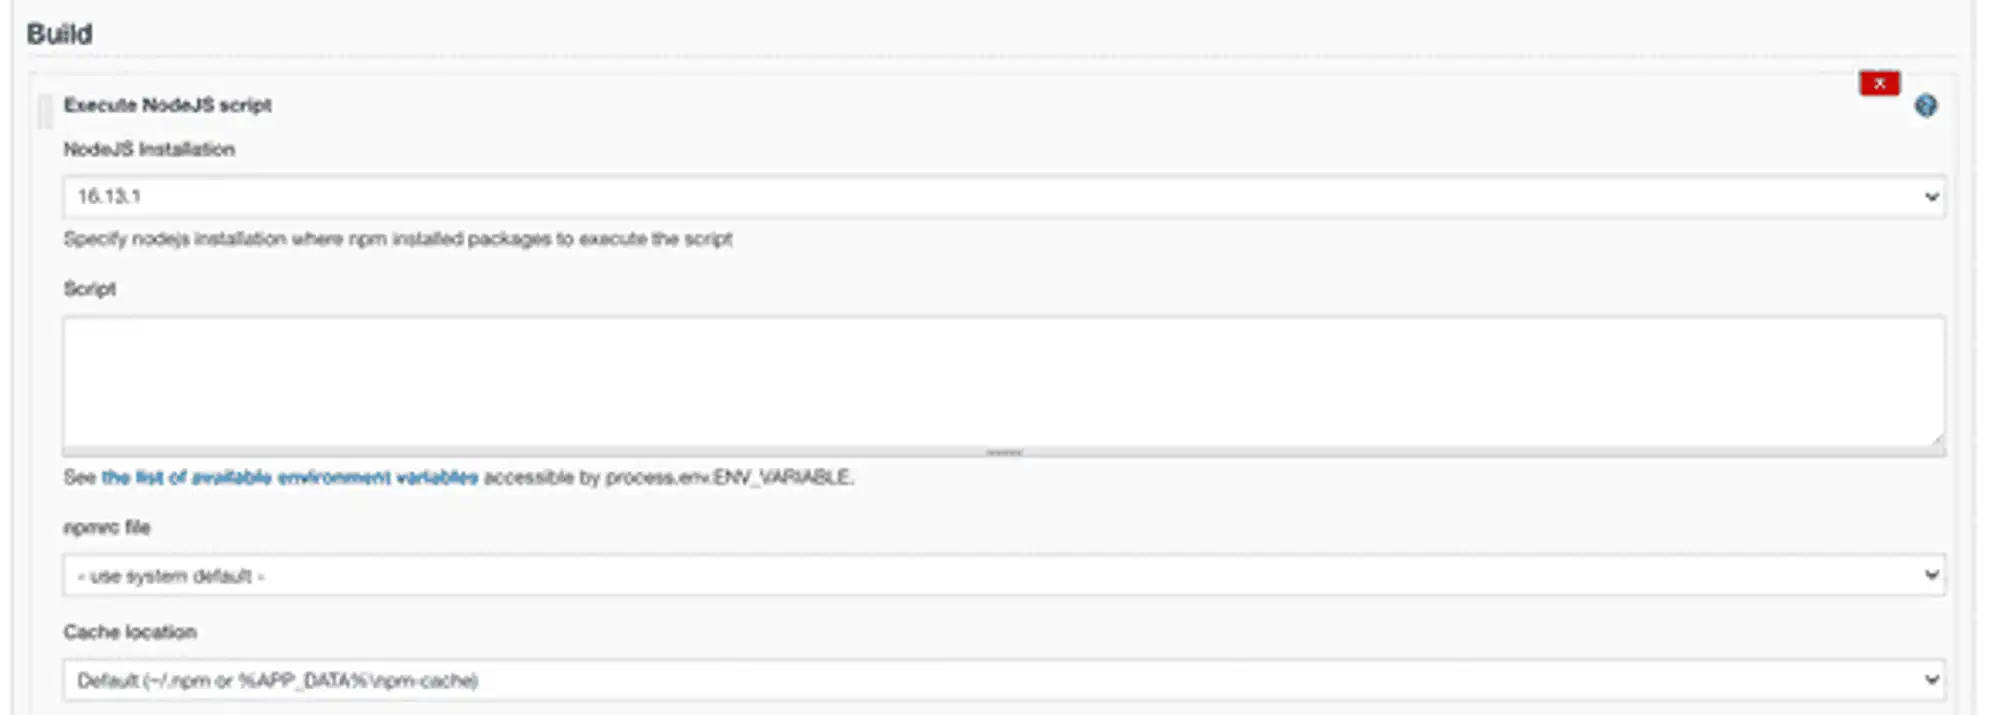 Build
X
Execute NodeJS script
NodeJS Installation
16.13.1
Specify nodejs installation where npm installed packages to execute the script
Script
See the list of available environment variables accessible by process.env.ENV_VARIABLE.
npmrc file
- use system default -
Cache location
Default (~/.npm or %APP_DATA%\npm-cache)